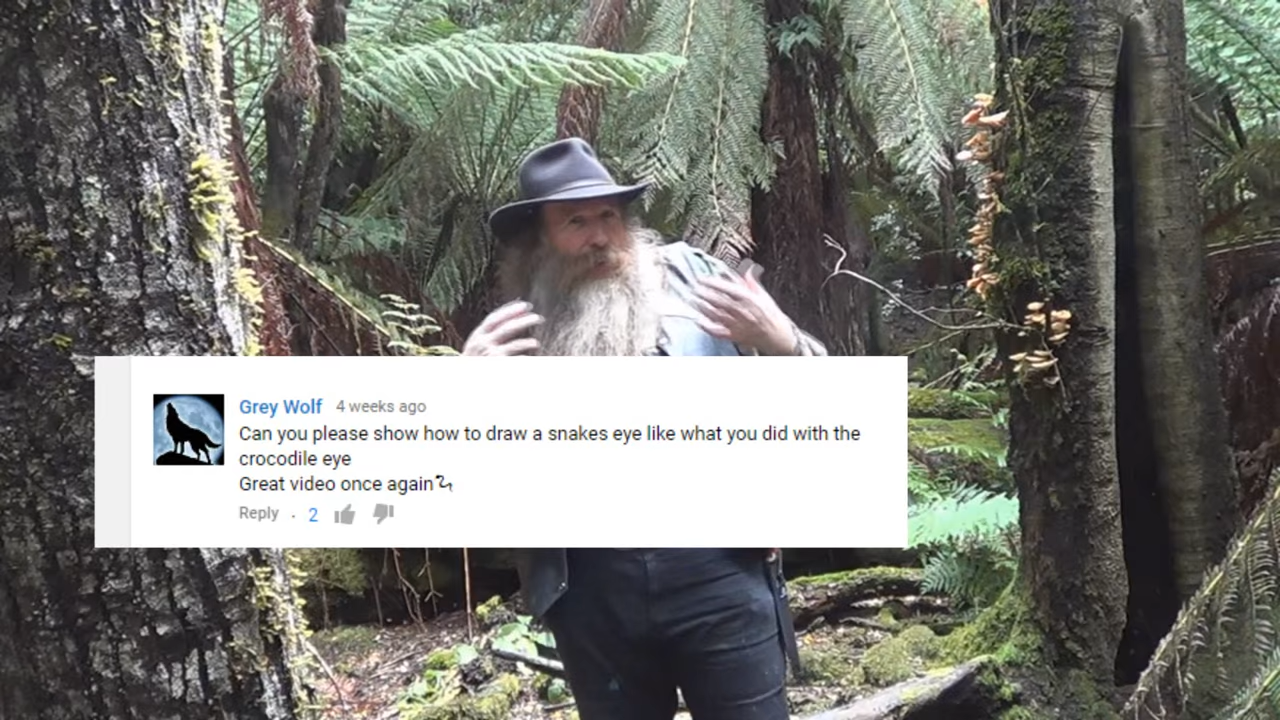 Grey Wolf 4 weeks ago
Can you please show how to draw a snakes eye like what you did with the
crocodile eye
Great video once again
Reply . 2